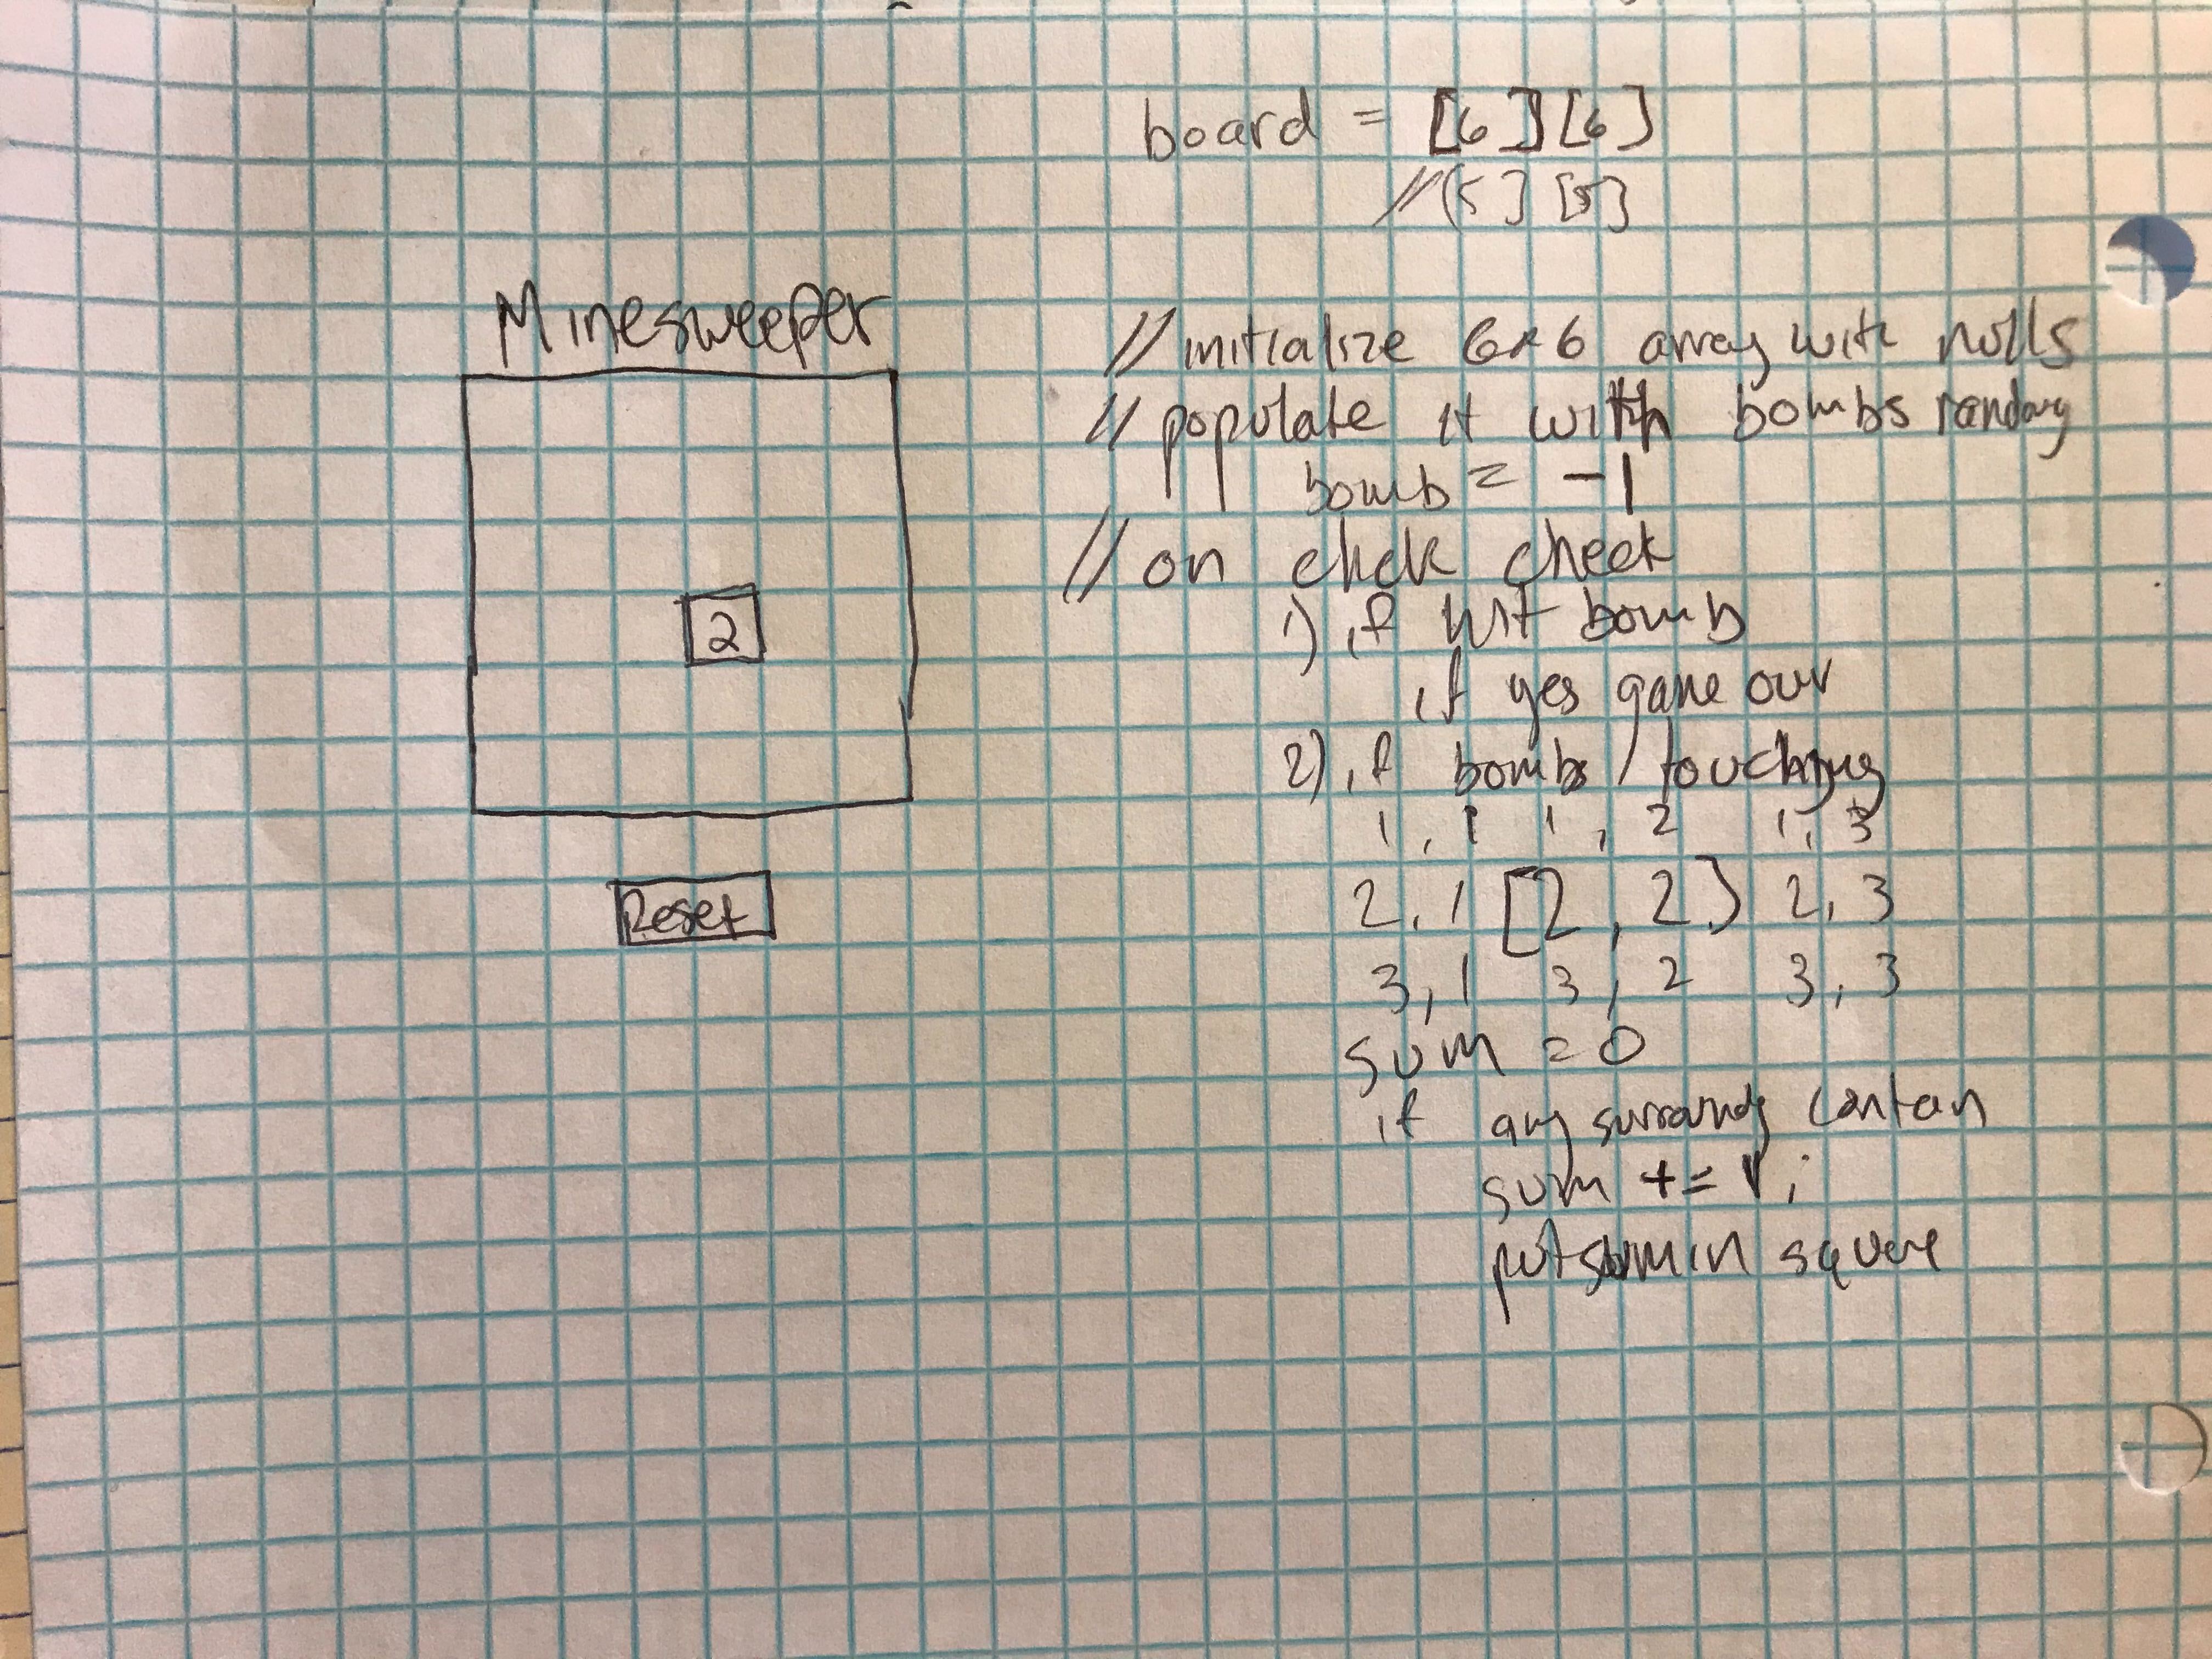 board = [6][6]
//[5][5]
Minesweeper
2
Reset
//initialize 6x6 array with nulls
// populate it with bombs
bomb = -1
// on click check
1) if hit bomb
if yes game over
2) if bombs touching
1,1 1,2 1,3
2,1 [2,2] 2,3
3,1 3,2 3,3
sum = 0
if any contain
sum += 1;
put sum in square